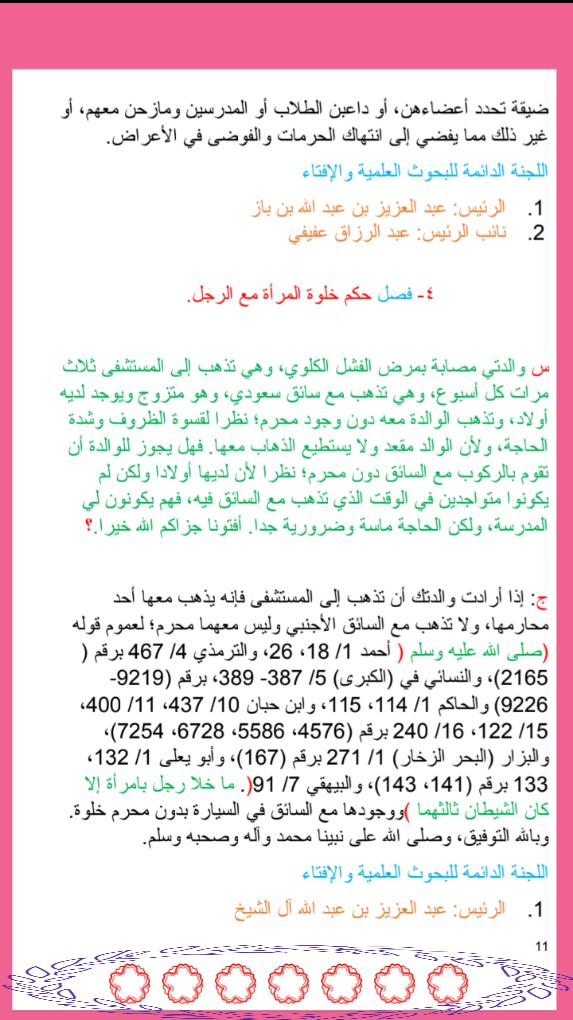 ضيقة تحدد أعضاءهن، أو داعبن الطلاب أو المدرسين ومازحن معهم، أو
غير ذلك مما يفضي إلى انتهاك الحرمات والفوضى في الأعراض.
اللجنة الدائمة للبحوث العلمية والإفتاء
1. الرئيس: عبد العزيز بن عبد الله بن باز
2. نائب الرئيس: عبد الرزاق عفيفي
٤- فصل حكم خلوة المرأة مع الرجل.
س والدتي مصابة بمرض الفشل الكلوي، وهي تذهب إلى المستشفى ثلاث
مرات كل أسبوع، وهي تذهب مع سائق سعودي، وهو متزوج ويوجد لديه
أولاد، وتذهب الوالدة معه دون وجود محرم؛ نظرا لقسوة الظروف وشدة
الحاجة، ولأن الوالد مقعد ولا يستطيع الذهاب معها. فهل يجوز للوالدة أن
تقوم بالركوب مع السائق دون محرم؛ نظرا لأن لديها أولادا ولكن لم
يكونوا متواجدين في الوقت الذي تذهب مع السائق فيه، فهم يكونون لي
المدرسة، ولكن الحاجة ماسة وضرورية جدا. أفتونا جزاكم الله خيرا.؟
ج: إذا أرادت والدتك أن تذهب إلى المستشفى فإنه يذهب معها أحد
محارمها، ولا تذهب مع السائق الأجنبي وليس معهما محرم؛ لعموم قوله
(صلى الله عليه وسلم ( أحمد 1/ 18، 26، والترمذي 4/ 467 برقم (
2165)، والنسائي في (الكبرى) 5/ 387- 389، برقم (9219-
9226) والحاكم 1/ 114، 115، وابن حبان 10/ 437، 11/ 400،
15/ 122، 16/ 240 برقم (4576، 5586، 6728، 7254)،
والبزار (البحر الزخار) 1/ 271 برقم (167)، وأبو يعلى 1/ 132،
133 برقم (141، 143)، والبيهقي 7/ 91(. ما خلا رجل بامرأة إلا
كان الشيطان ثالثهما )ووجودها مع السائق في السيارة بدون محرم خلوة.
وبالله التوفيق، وصلى الله على نبينا محمد وآله وصحبه وسلم.
اللجنة الدائمة للبحوث العلمية والإفتاء
1. الرئيس: عبد العزيز بن عبد الله آل الشيخ
11